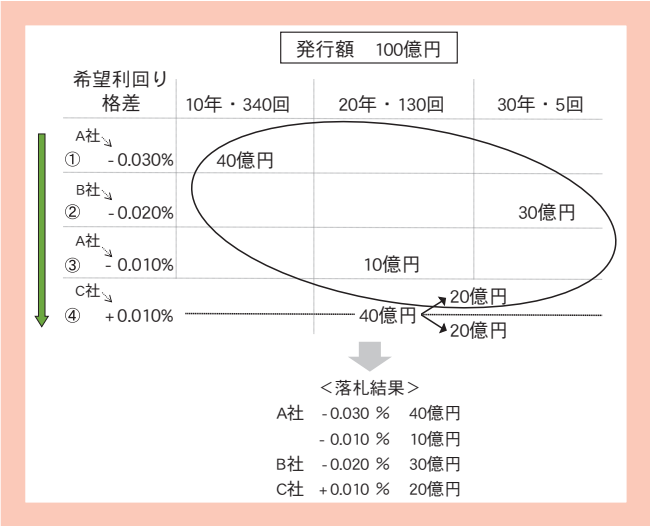 発行額 100億円
希望利回り
格差
10年・340回 20年・130回 30年・5回
A社
① -0.030% 40億円
B社
② -0.020% 30億円
A社
③ -0.010% 10億円
C社
20億円
④ +0.010% 40億円
20億円
＜落札結果＞
A社 -0.030 % 40億円
-0.010 % 10億円
B社 -0.020 % 30億円
C社 +0.010 % 20億円